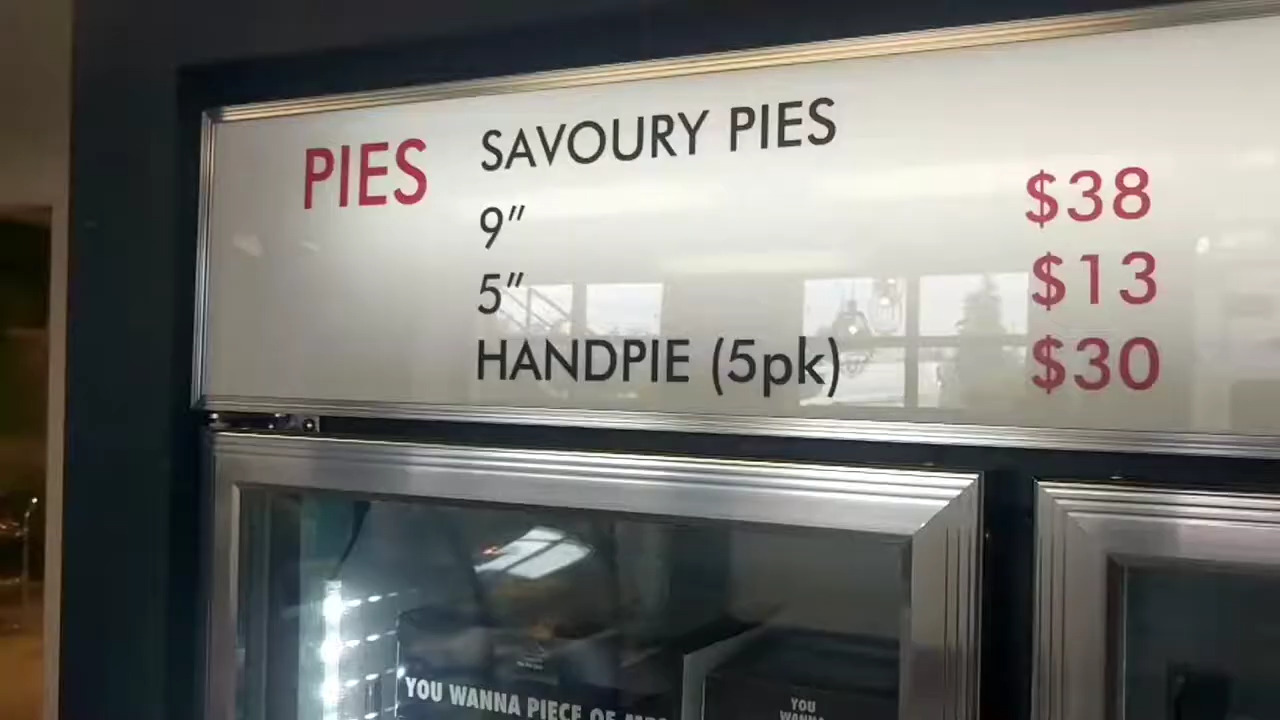 PIES
SAVOURY PIES
9” $38
5” $13
HANDPIE (5pk) $30
YOU WANNA PIECE OF
YOU
WANNA